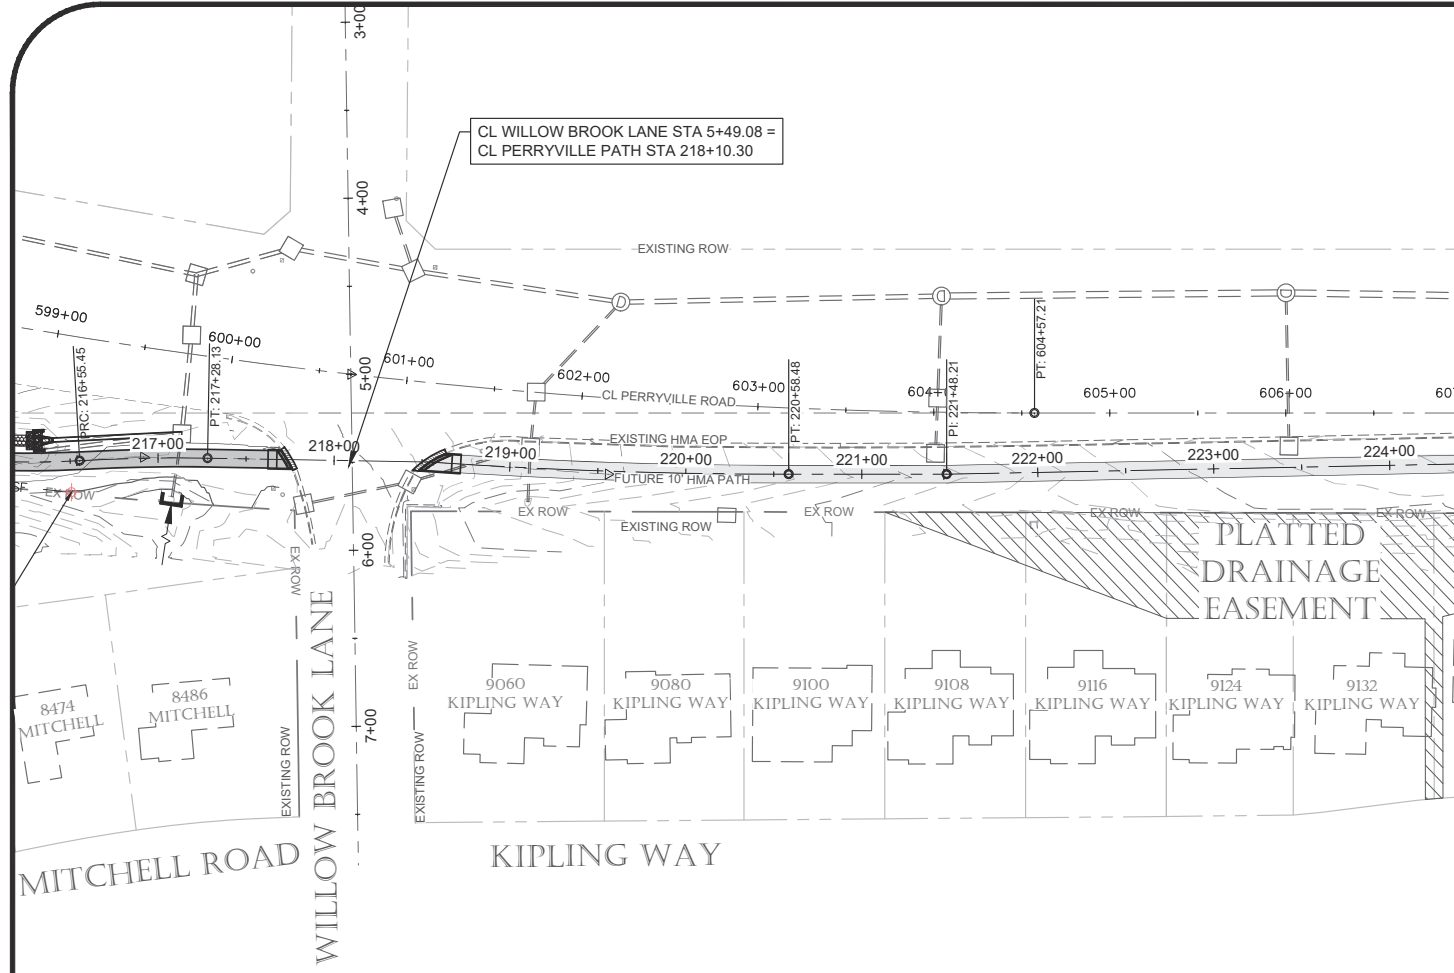 3+00
CL WILLOW BROOK LANE STA 5+49.08 =
CL PERRYVILLE PATH STA 218+10.30
4+00
EXISTING ROW
D
D
D
599+00
600+00
601+00
5+00
602+00
603+00
604+
605+00
606+00
607
CL PERRYVILLE ROAD
PRC: 216+55.45
PT: 217+28.13
PT: 220+58.48
PI: 221+48.21
PT: 604+57.21
EXISTING HMA EOP
217+00
218+00
219+00
220+00
221+00
222+00
223+00
224+00
FUTURE 10' HMA PATH
SF
EX ROW
EX ROW
EX ROW
EX ROW
EX ROW
EXISTING ROW
6+00
EX ROW
PLATTED
DRAINAGE
EASEMENT
EX ROW
8474
MITCHELL
8486
MITCHELL
9060
KIPLING WAY
9080
KIPLING WAY
9100
KIPLING WAY
9108
KIPLING WAY
9116
KIPLING WAY
9124
KIPLING WAY
9132
KIPLING WAY
7+00
EXISTING ROW
EXISTING ROW
WILLOW BROOK LANE
MITCHELL ROAD
KIPLING WAY